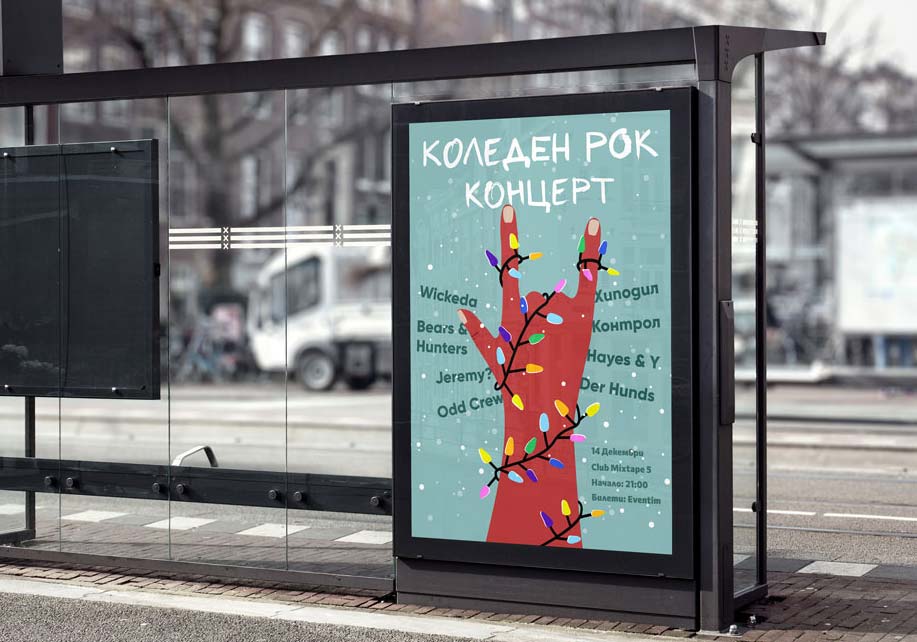 КОЛЕДЕН РОК
КОНЦЕРТ
Wickeda
Bears &
Hunters
Jeremy?
Odd Crew
Хиподил
Контрол
Hayes & Y
Der Hunds
14 Декември
Club Mixtape 5
Начало: 21:00
Билети: Eventim